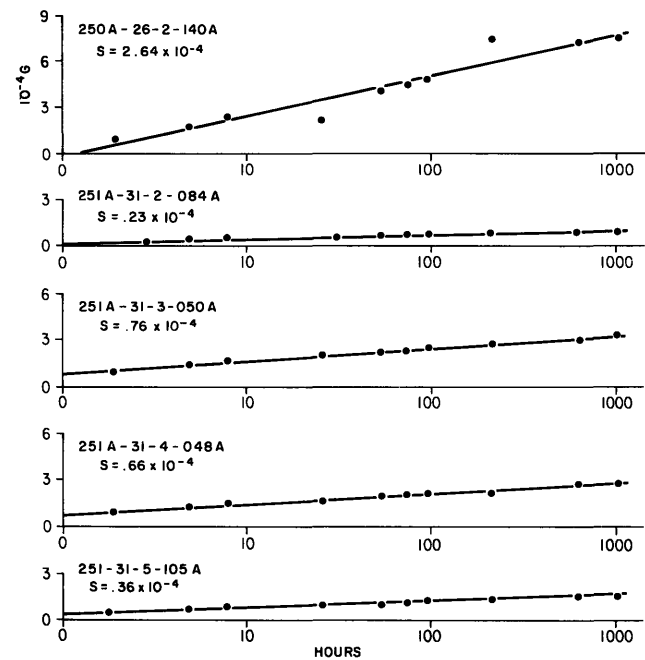 9
250A-26-2-140A
S = 2.64 x 10-4
6
10-4G
3
0
0 10 100 1000
3
251A-31-2-084A
S = .23 x 10-4
0
0 10 100 1000
6
251A-31-3-050A
S = .76 x 10-4
3
0
0 10 100 1000
6
251A-31-4-048A
S = .66 x 10-4
3
0
0 10 100 1000
3
251-31-5-105A
S = .36 x 10-4
0
0 10 100 1000
HOURS